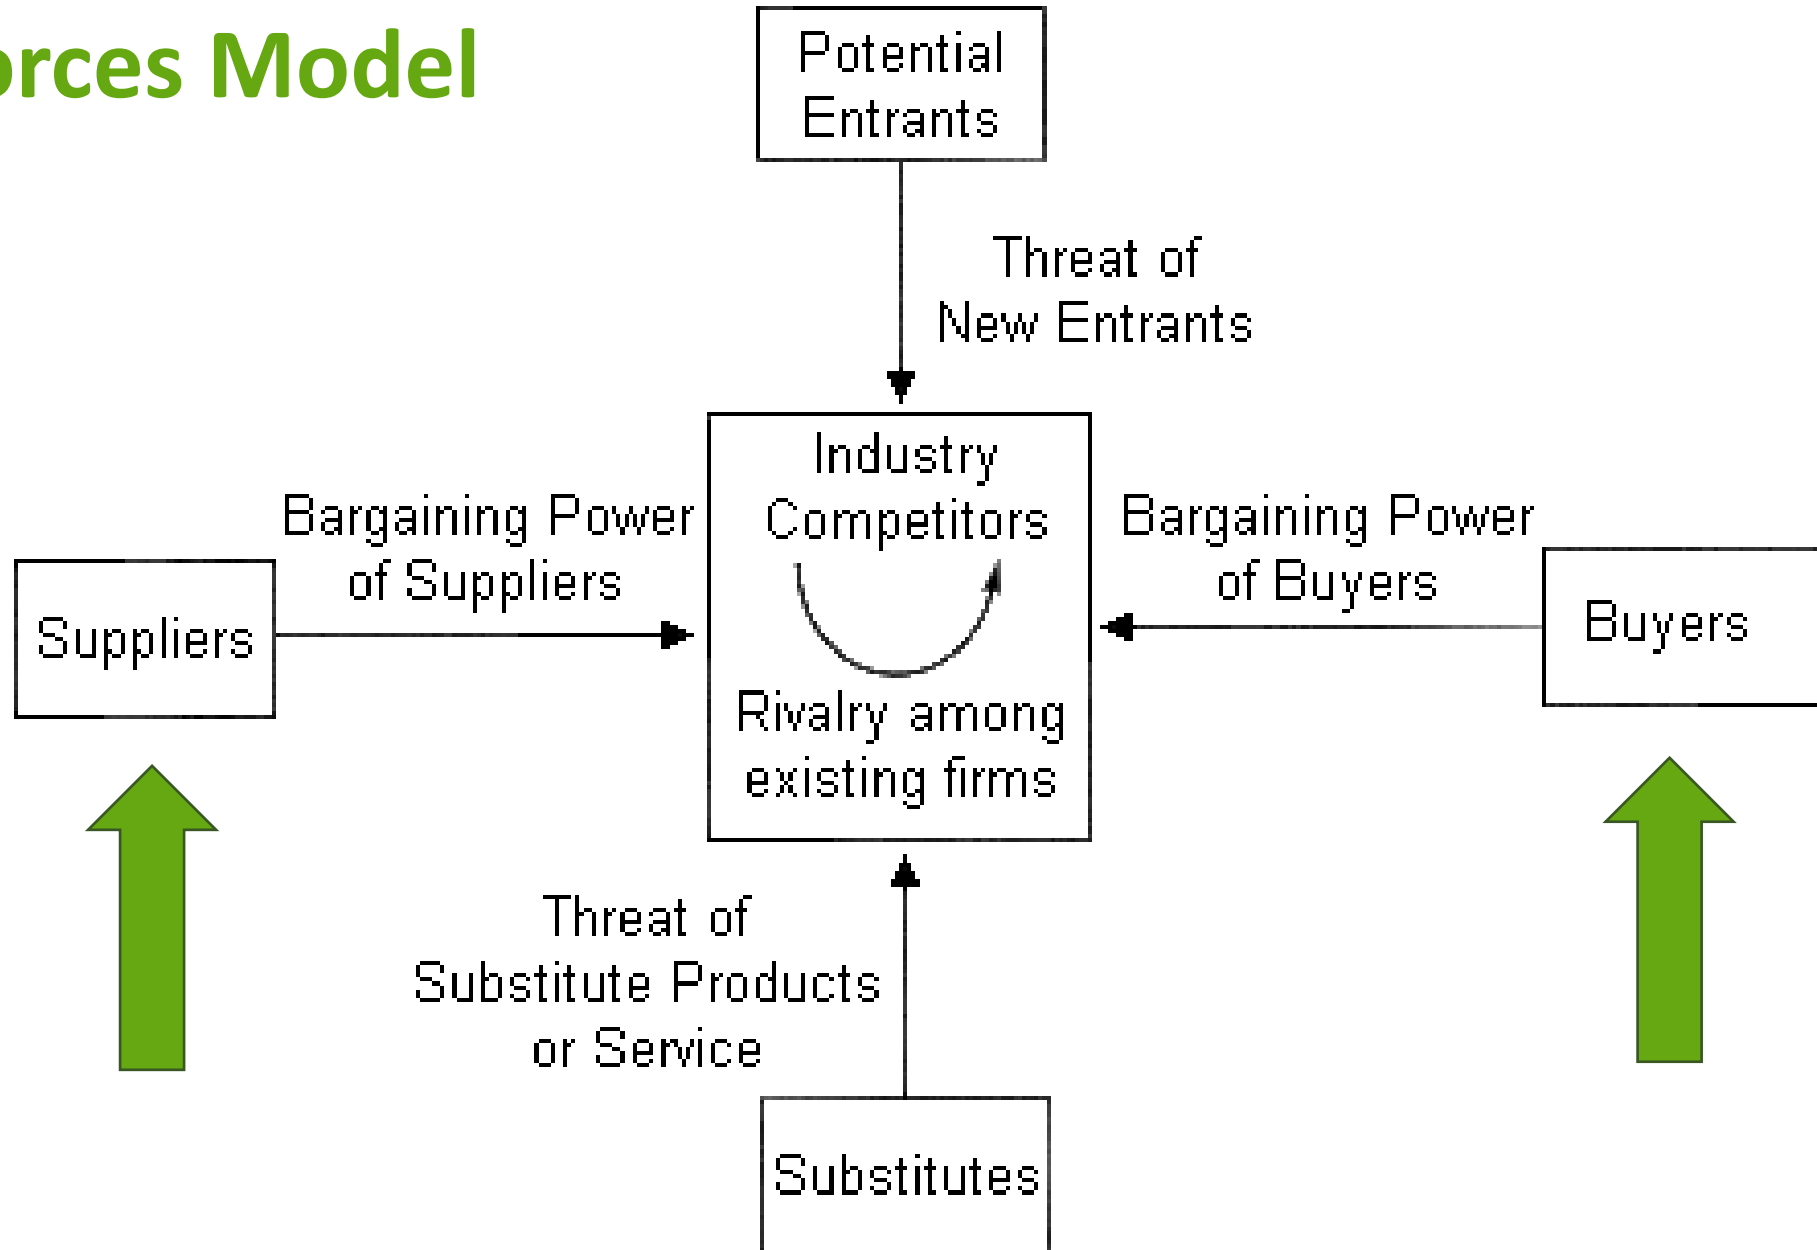 orces Model
Potential
Entrants
Threat of
New Entrants
Industry
Competitors
Bargaining Power
of Suppliers
Bargaining Power
of Buyers
Suppliers
Buyers
Rivalry among
existing firms
Threat of
Substitute Products
or Service
Substitutes